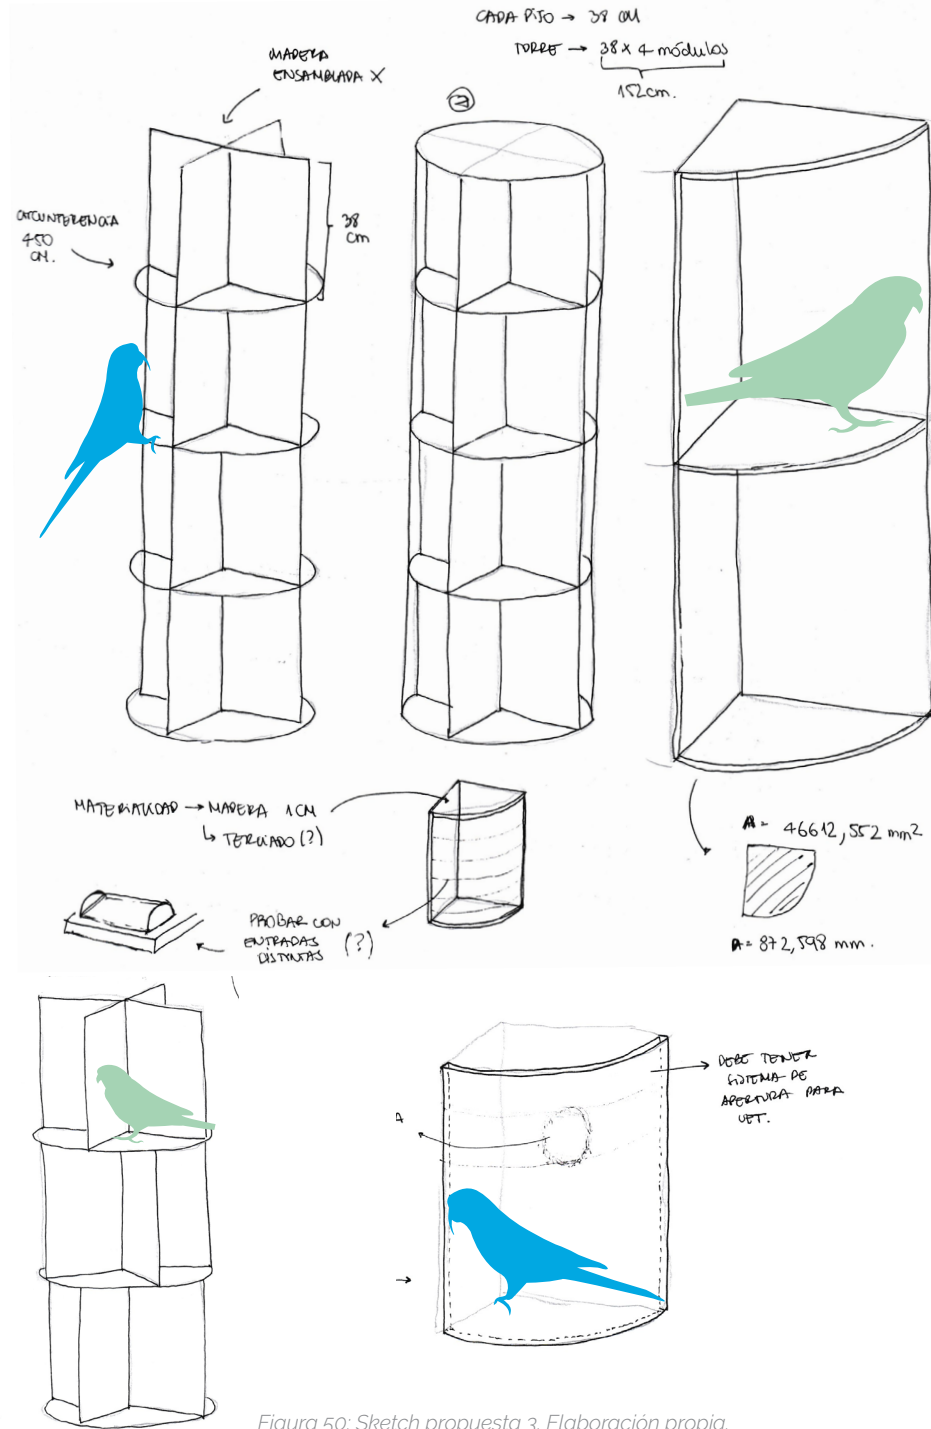 CADA PISO → 38 CM
TORRE → 38 x 4 módulos
152cm.
MADERA
ENSAMBLADA X
2
CIRCUNFERENCIA
450
CM.
38
cm
MATERIALIDAD → MADERA 1CM
↳ TERCIADO (?)
A = 46612,552 mm²
PROBAR CON
ENTRADAS (?)
DISTINTAS
= 872,598 mm.
DEBE TENER
SISTEMA DE
APERTURA PARA
VET.
Figura 50: Sketch propuesta 3. Elaboración propia.